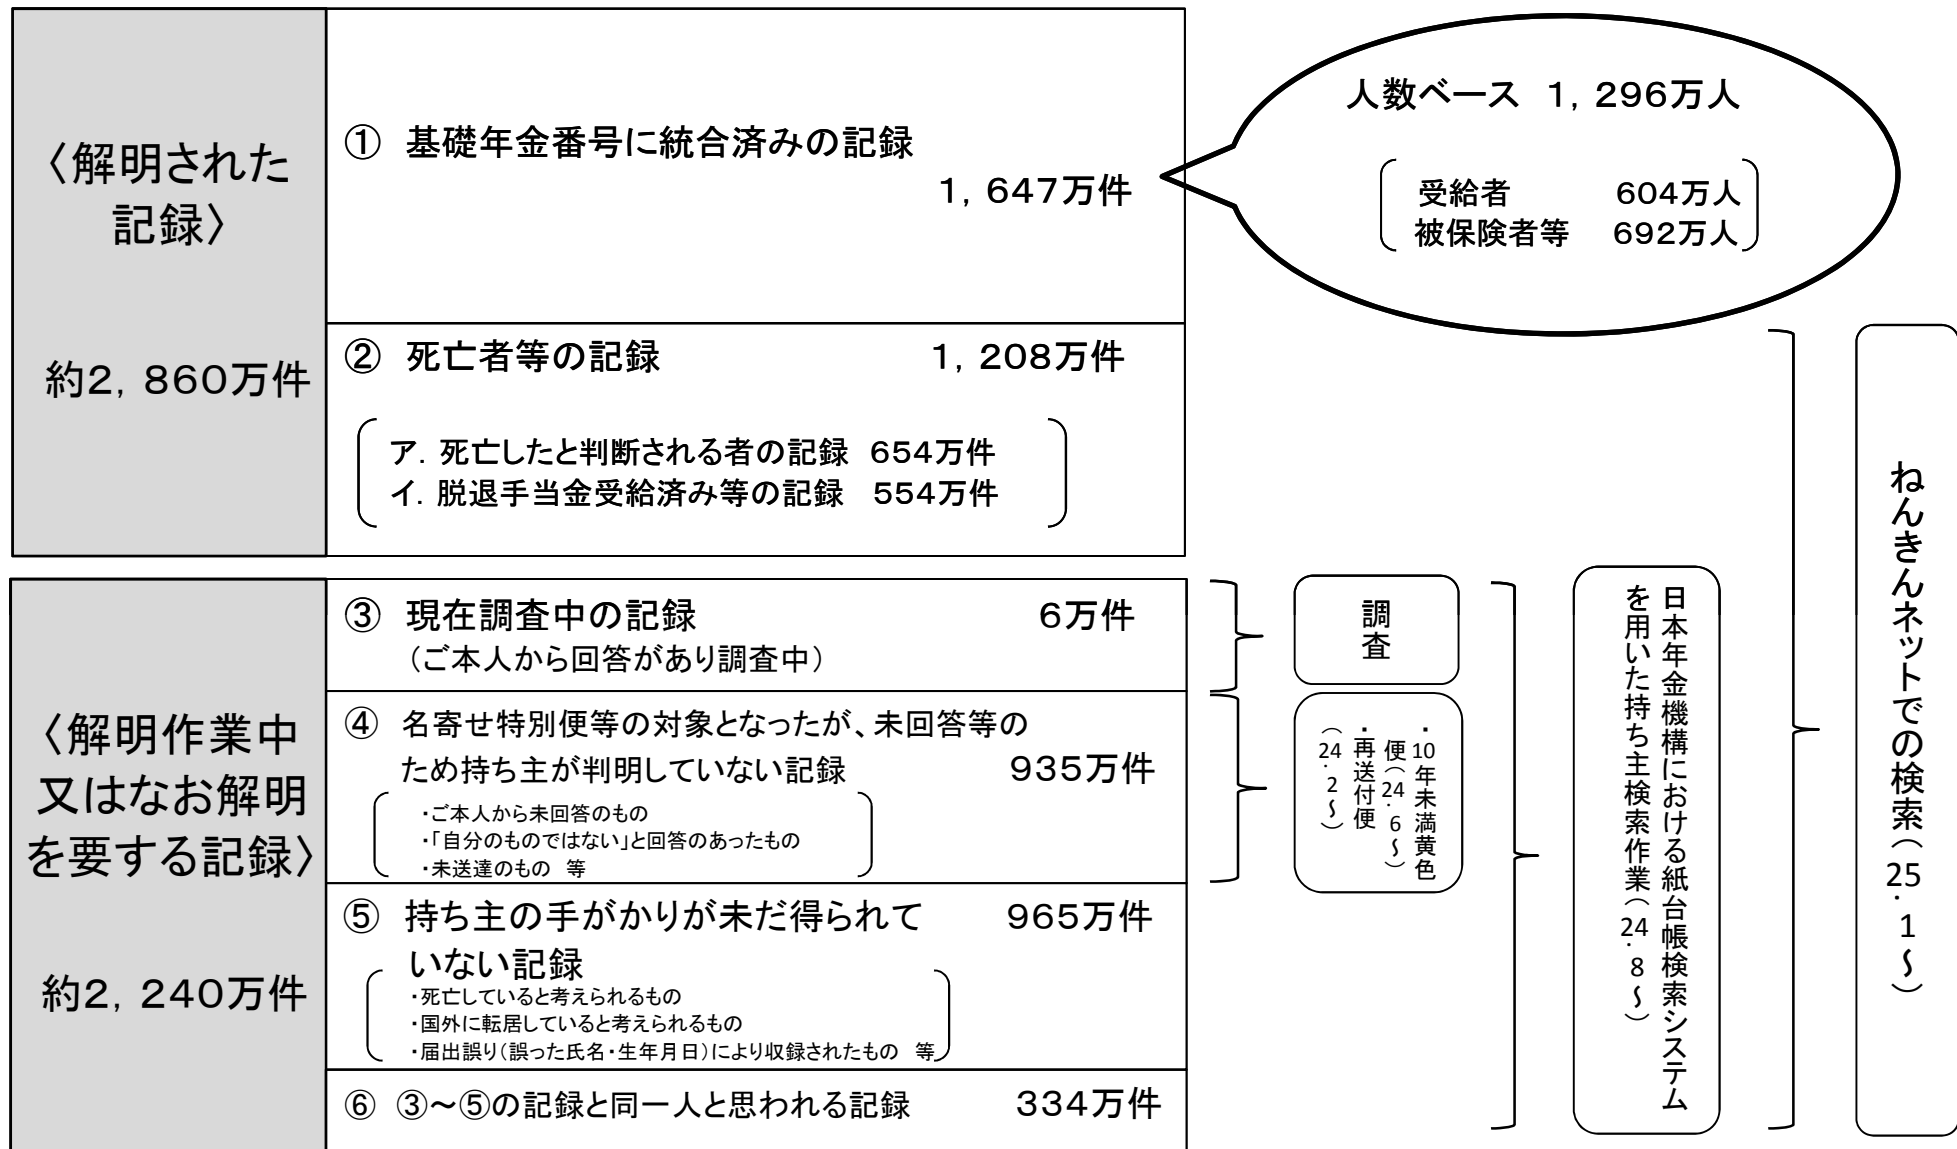 〈解明された
記録〉
約2,860万件
① 基礎年金番号に統合済みの記録
1,647万件
人数ベース 1,296万人
受給者 604万人
被保険者等 692万人
② 死亡者等の記録 1,208万件
ア.死亡したと判断される者の記録 654万件
イ.脱退手当金受給済み等の記録 554万件
〈解明作業中
又はなお解明
を要する記録〉
約2,240万件
③ 現在調査中の記録 6万件
(ご本人から回答があり調査中)
④ 名寄せ特別便等の対象となったが、未回答等の
ため持ち主が判明していない記録 935万件
・ご本人から未回答のもの
・「自分のものではない」と回答のあったもの
・未送達のもの 等
⑤ 持ち主の手がかりが未だ得られて 965万件
いない記録
・死亡していると考えられるもの
・国外に転居していると考えられるもの
・届出誤り(誤った氏名・生年月日)により収録されたもの 等
⑥ ③~⑤の記録と同一人と思われる記録 334万件
調査
・10年未満黄色
便(24.6~)
・再送付便
(24.2~)
日本年金機構における紙台帳検索システム
を用いた持ち主検索作業(24.8~)
ねんきんネットでの検索(25.1~)